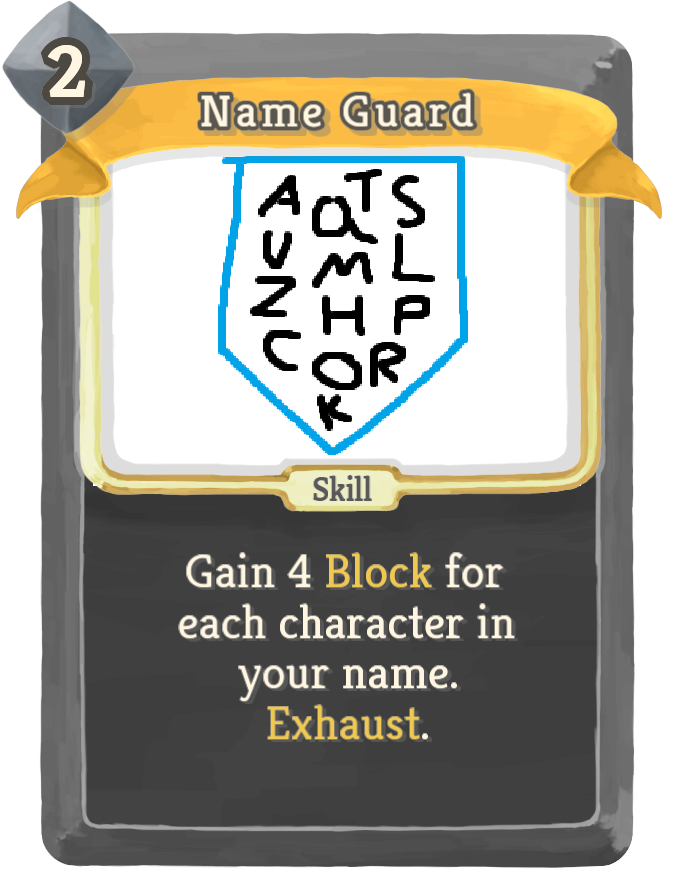 2
Name Guard
A Q T S
U M L
Z H P
C O R
K
Skill
Gain 4 Block for
each character in
your name.
Exhaust.